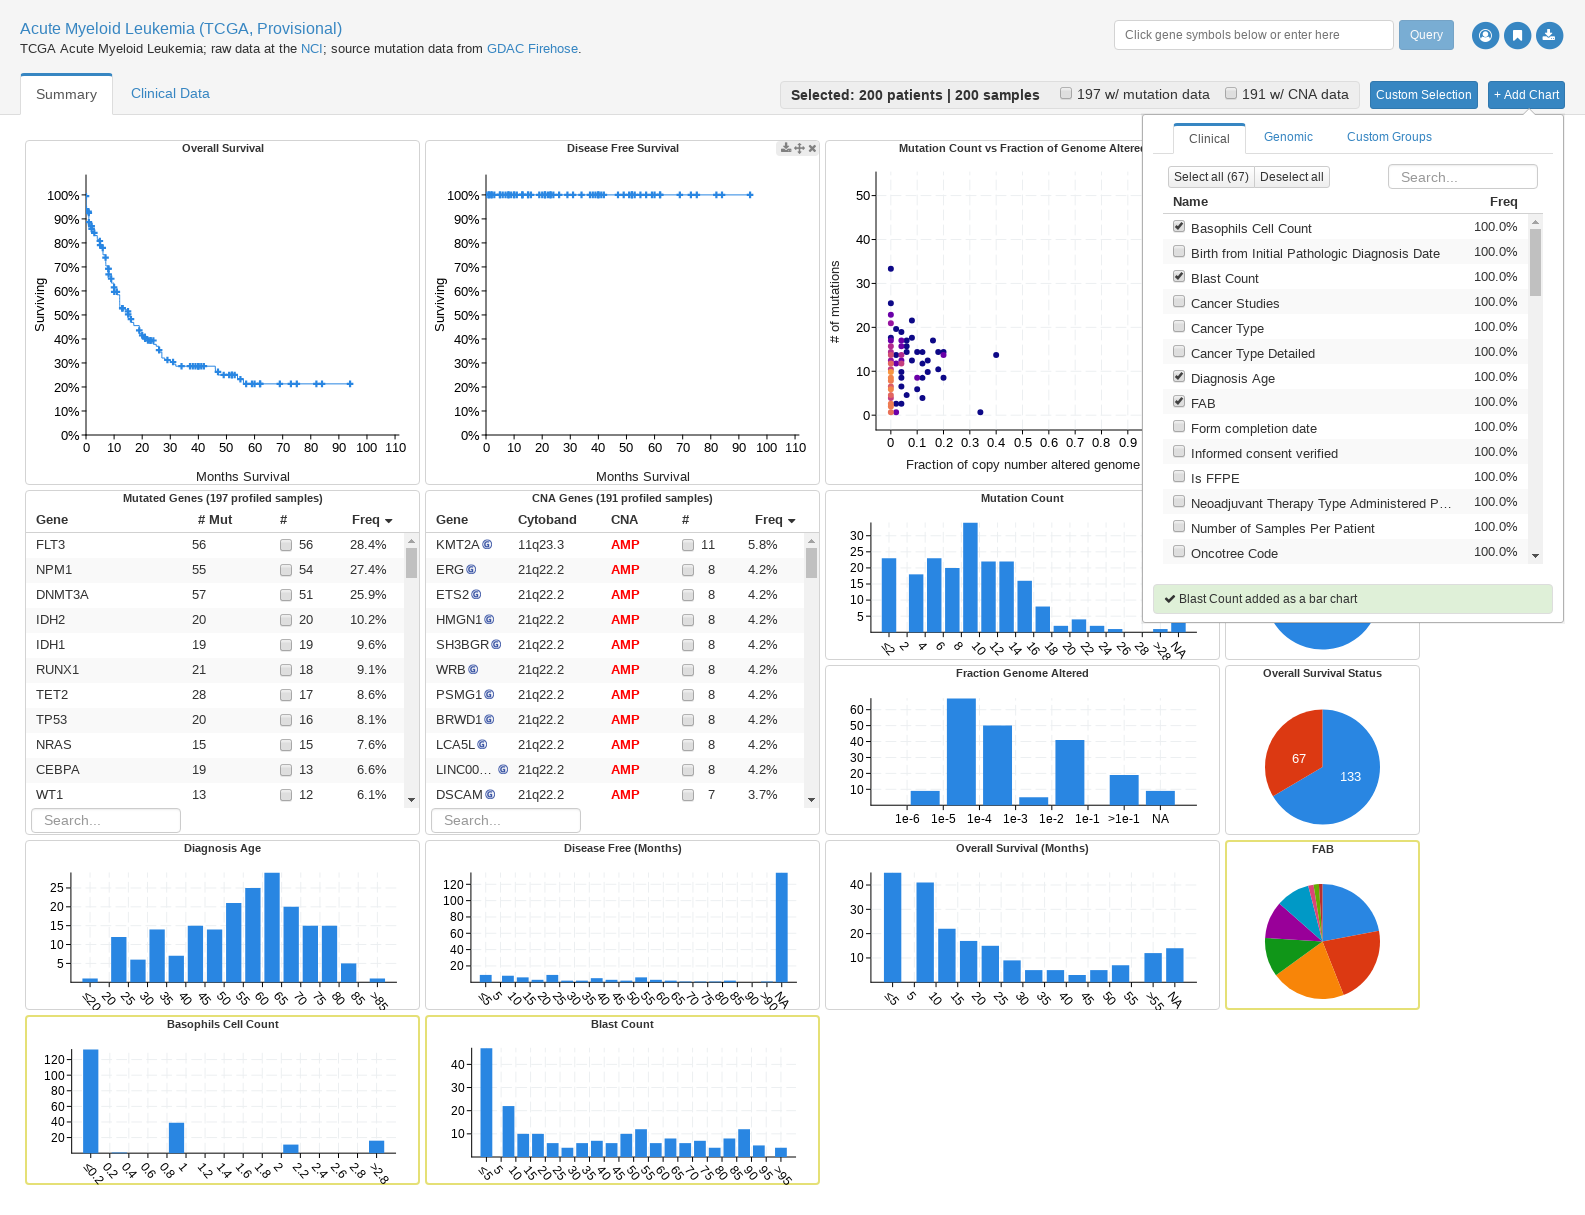 Acute Myeloid Leukemia (TCGA, Provisional)
TCGA Acute Myeloid Leukemia; raw data at the NCI; source mutation data from GDAC Firehose.
Click gene symbols below or enter here
Query
Summary
Clinical Data
Selected: 200 patients | 200 samples
197 w/ mutation data
191 w/ CNA data
Custom Selection
+ Add Chart
Clinical
Genomic
Custom Groups
Select all (67)
Deselect all
Search...
Name Freq
Basophils Cell Count 100.0%
Birth from Initial Pathologic Diagnosis Date 100.0%
Blast Count 100.0%
Cancer Studies 100.0%
Cancer Type 100.0%
Cancer Type Detailed 100.0%
Diagnosis Age 100.0%
FAB 100.0%
Form completion date 100.0%
Informed consent verified 100.0%
Is FFPE 100.0%
Neoadjuvant Therapy Type Administered P... 100.0%
Number of Samples Per Patient 100.0%
Oncotree Code 100.0%
Blast Count added as a bar chart
Overall Survival
100%
90%
80%
70%
60%
50%
40%
30%
20%
10%
0%
Surviving
0 10 20 30 40 50 60 70 80 90 100 110
Months Survival
Disease Free Survival
100%
90%
80%
70%
60%
50%
40%
30%
20%
10%
0%
Surviving
0 10 20 30 40 50 60 70 80 90 100 110
Months Survival
Mutation Count vs Fraction of Genome Altered
50
40
30
20
10
0
# of mutations
0 0.1 0.2 0.3 0.4 0.5 0.6 0.7 0.8 0.9
Fraction of copy number altered genome
Mutated Genes (197 profiled samples)
Gene # Mut # Freq
FLT3 56 56 28.4%
NPM1 55 54 27.4%
DNMT3A 57 51 25.9%
IDH2 20 20 10.2%
IDH1 19 19 9.6%
RUNX1 21 18 9.1%
TET2 28 17 8.6%
TP53 20 16 8.1%
NRAS 15 15 7.6%
CEBPA 19 13 6.6%
WT1 13 12 6.1%
Search...
CNA Genes (191 profiled samples)
Gene Cytoband CNA # Freq
KMT2A G 11q23.3 AMP 11 5.8%
ERG G 21q22.2 AMP 8 4.2%
ETS2 G 21q22.2 AMP 8 4.2%
HMGN1 G 21q22.2 AMP 8 4.2%
SH3BGR G 21q22.2 AMP 8 4.2%
WRB G 21q22.2 AMP 8 4.2%
PSMG1 G 21q22.2 AMP 8 4.2%
BRWD1 G 21q22.2 AMP 8 4.2%
LCA5L G 21q22.2 AMP 8 4.2%
LINC00... G 21q22.2 AMP 8 4.2%
DSCAM G 21q22.2 AMP 7 3.7%
Search...
Mutation Count
30
25
20
15
10
5
≤2 2 4 6 8 10 12 14 16 18 20 22 24 26 28 >28 NA
Fraction Genome Altered
60
50
40
30
20
10
1e-6 1e-5 1e-4 1e-3 1e-2 1e-1 >1e-1 NA
Overall Survival Status
67
133
Diagnosis Age
25
20
15
10
5
≤20 20 25 30 35 40 45 50 55 60 65 70 75 80 85 >85
Disease Free (Months)
120
100
80
60
40
20
≤5 5 10 15 20 25 30 35 40 45 50 55 60 65 70 75 80 85 90 >90 NA
Overall Survival (Months)
40
30
20
10
≤5 5 10 15 20 25 30 35 40 45 50 55 >55 NA
FAB
Basophils Cell Count
120
100
80
60
40
20
≤0.2 0.2 0.4 0.6 0.8 1 1.2 1.4 1.6 1.8 2 2.2 2.4 2.6 2.8 >2.8
Blast Count
40
30
20
10
≤5 5 10 15 20 25 30 35 40 45 50 55 60 65 70 75 80 85 90 95 >95